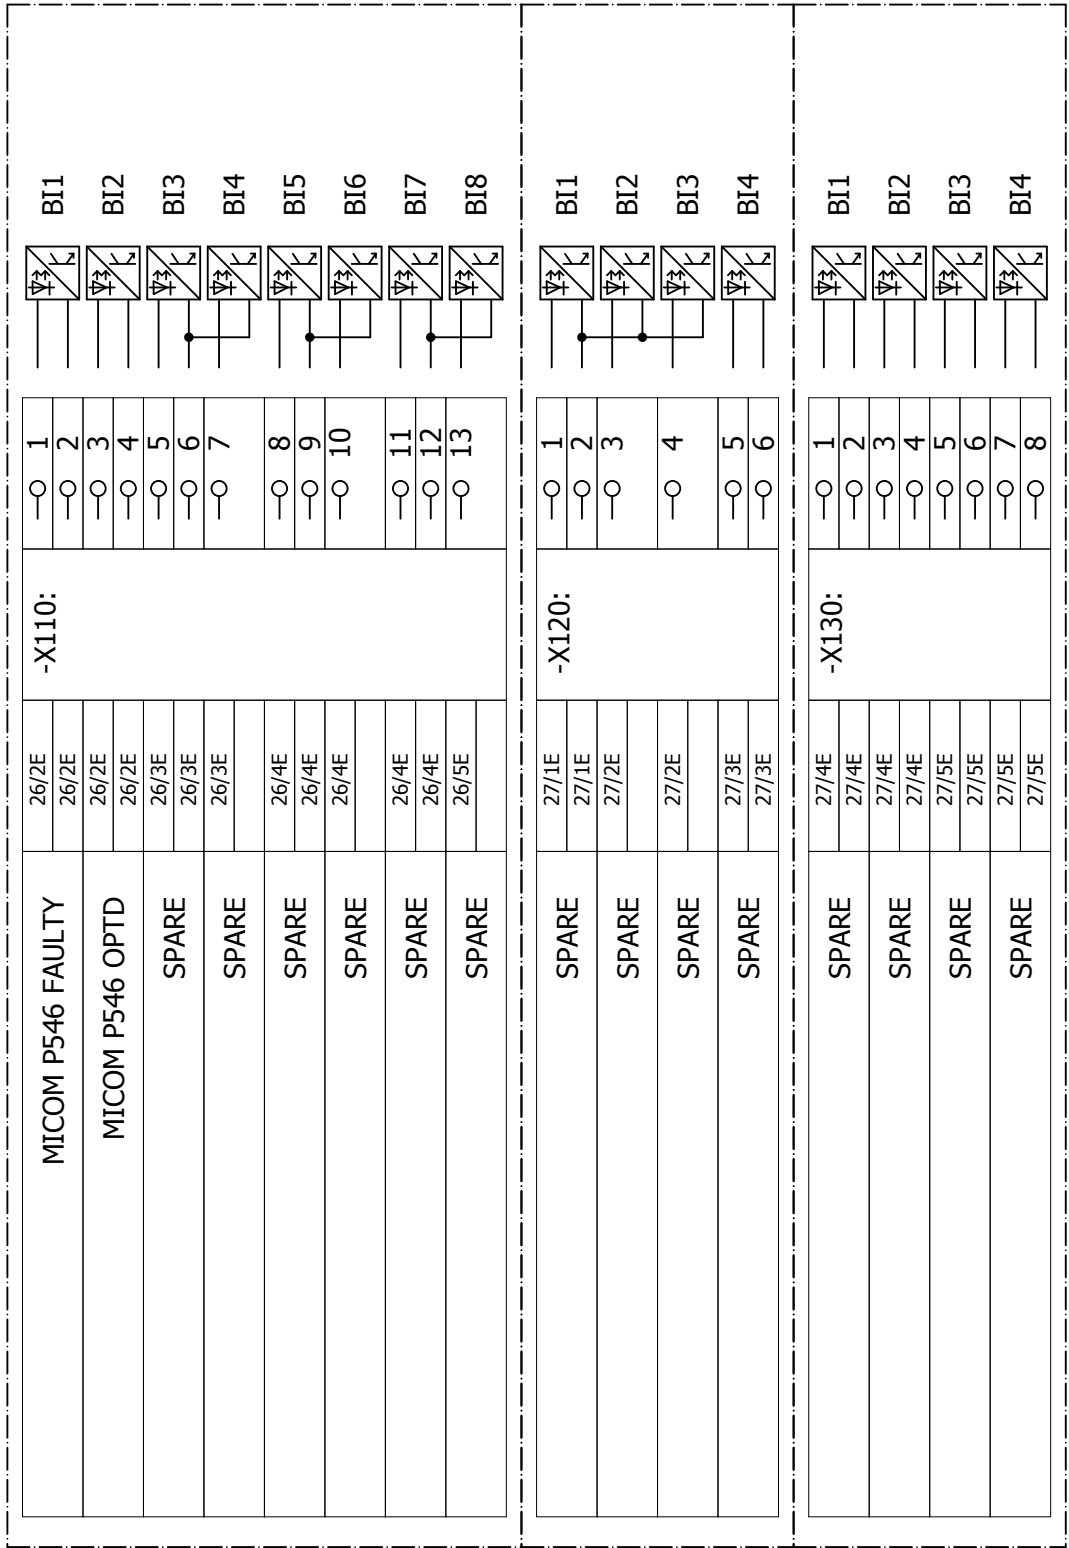 BI1
BI2
BI3
BI4
BI5
BI6
BI7
BI8
1
2
3
4
5
6
7
8
9
10
11
12
13
-X110:
26/2E
26/2E
26/2E
26/2E
26/3E
26/3E
26/3E
26/4E
26/4E
26/4E
26/4E
26/4E
26/5E
MICOM P546 FAULTY
MICOM P546 OPTD
SPARE
SPARE
SPARE
SPARE
SPARE
SPARE
BI1
BI2
BI3
BI4
1
2
3
4
5
6
-X120:
27/1E
27/1E
27/2E
27/2E
27/3E
27/3E
SPARE
SPARE
SPARE
SPARE
BI1
BI2
BI3
BI4
1
2
3
4
5
6
7
8
-X130:
27/4E
27/4E
27/4E
27/4E
27/5E
27/5E
27/5E
27/5E
SPARE
SPARE
SPARE
SPARE